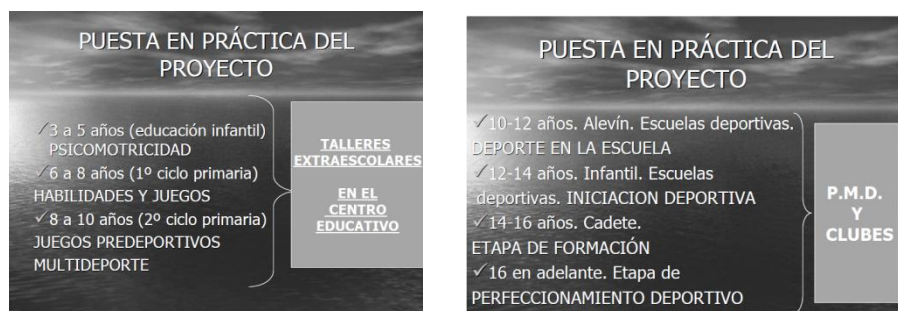 PUESTA EN PRÁCTICA DEL
PROYECTO
3 a 5 años (educación infantil)
PSICOMOTRICIDAD
6 a 8 años (1º ciclo primaria)
HABILIDADES Y JUEGOS
8 a 10 años (2º ciclo primaria)
JUEGOS PREDEPORTIVOS
MULTIDEPORTE
TALLERES
EXTRAESCOLARES
EN EL
CENTRO
EDUCATIVO
PUESTA EN PRÁCTICA DEL
PROYECTO
10-12 años. Alevín. Escuelas deportivas.
DEPORTE EN LA ESCUELA
12-14 años. Infantil. Escuelas
deportivas. INICIACION DEPORTIVA
14-16 años. Cadete.
ETAPA DE FORMACIÓN
16 en adelante. Etapa de
PERFECCIONAMIENTO DEPORTIVO
P.M.D.
Y
CLUBES